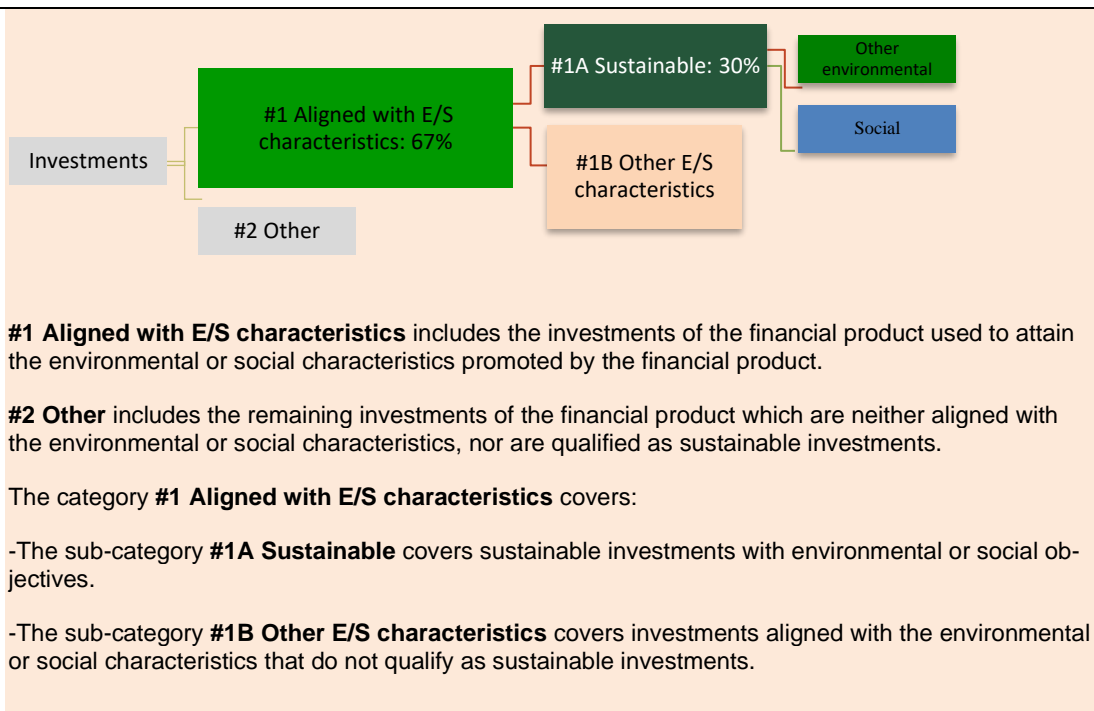 Investments
#1 Aligned with E/S
characteristics: 67%
#2 Other
#1A Sustainable: 30%
#1B Other E/S
characteristics
Other
environmental
Social
#1 Aligned with E/S characteristics includes the investments of the financial product used to attain
the environmental or social characteristics promoted by the financial product.
#2 Other includes the remaining investments of the financial product which are neither aligned with
the environmental or social characteristics, nor are qualified as sustainable investments.
The category #1 Aligned with E/S characteristics covers:
-The sub-category #1A Sustainable covers sustainable investments with environmental or social ob-
jectives.
-The sub-category #1B Other E/S characteristics covers investments aligned with the environmental
or social characteristics that do not qualify as sustainable investments.